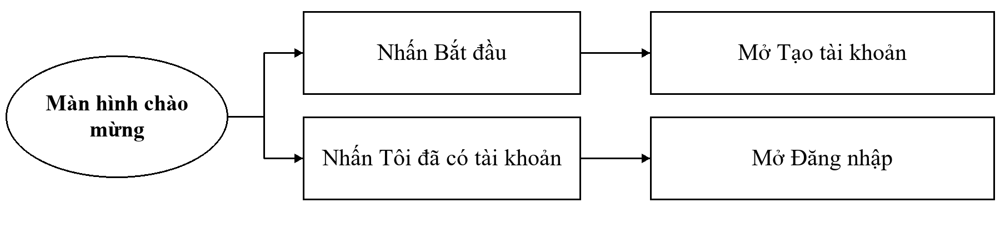 Màn hình chào
mừng
Nhấn Bắt đầu
Mở Tạo tài khoản
Nhấn Tôi đã có tài khoản
Mở Đăng nhập